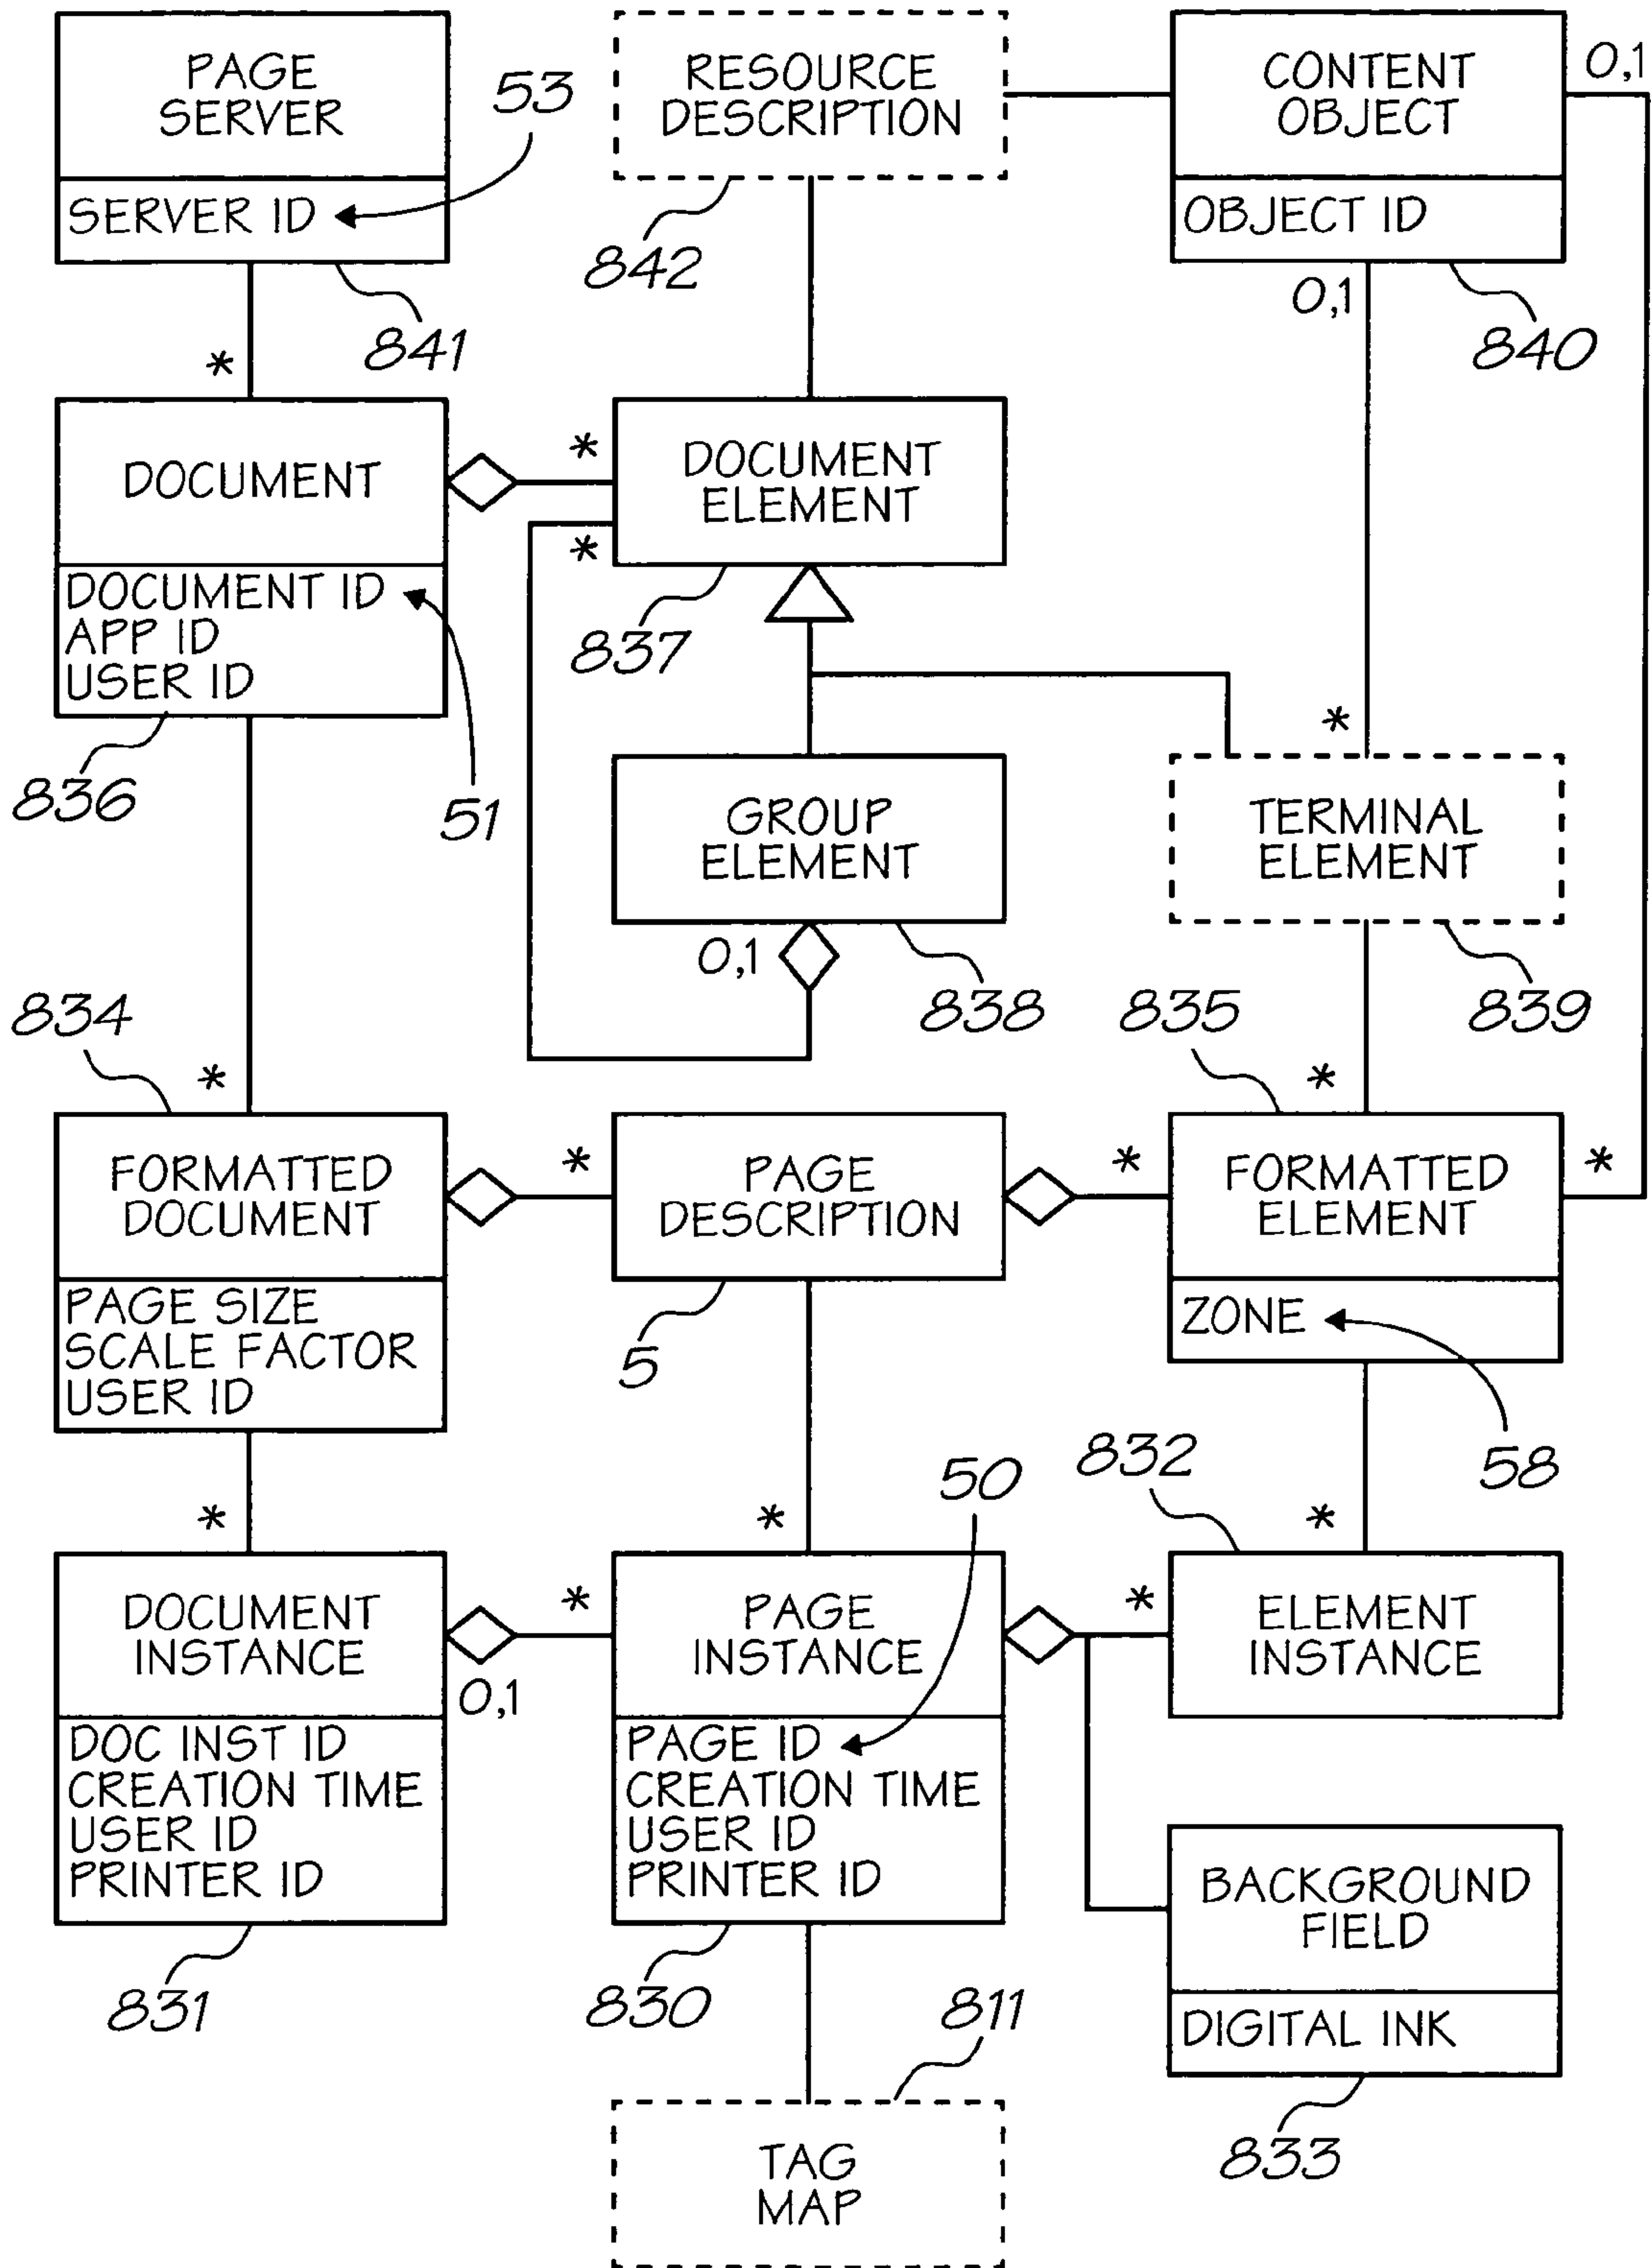 PAGE
SERVER
53
SERVER ID
841
*
RESOURCE
DESCRIPTION
842
CONTENT
OBJECT
0,1
OBJECT ID
0,1
840
DOCUMENT
DOCUMENT ID
APP ID
USER ID
836
51
*
*
DOCUMENT
ELEMENT
837
GROUP
ELEMENT
0,1
838
*
TERMINAL
ELEMENT
839
834
*
FORMATTED
DOCUMENT
PAGE SIZE
SCALE FACTOR
USER ID
*
PAGE
DESCRIPTION
5
835
*
*
FORMATTED
ELEMENT
*
ZONE
58
*
DOCUMENT
INSTANCE
0,1
DOC INST ID
CREATION TIME
USER ID
PRINTER ID
831
*
*
50
PAGE
INSTANCE
PAGE ID
CREATION TIME
USER ID
PRINTER ID
830
832
*
*
ELEMENT
INSTANCE
BACKGROUND
FIELD
DIGITAL INK
833
811
TAG
MAP